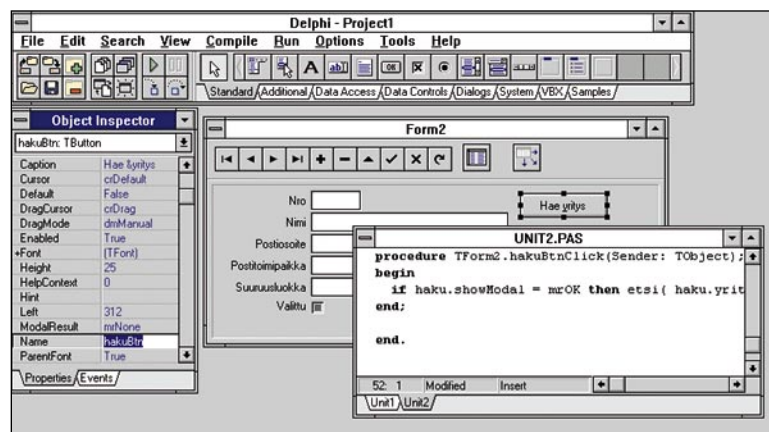 Delphi - Project1
File Edit Search View Compile Run Options Tools Help
A
ab
OK
Standard Additional Data Access Data Controls Dialogs System VBX Samples
Object Inspector
hakuBtn: TButton
Caption Hae &yritys
Cursor crDefault
Default False
DragCursor crDrag
DragMode dmManual
Enabled True
+Font (TFont)
Height 25
HelpContext 0
Hint
Left 312
ModalResult mrNone
Name hakuBtn
ParentFont True
Properties Events
Form2
Nro
Hae yritys
Nimi
Postiosoite
Postitoimipaikka
Suuruusluokka
Valittu
UNIT2.PAS
procedure TForm2.hakuBtnClick(Sender: TObject);
begin
if haku.showModal = mrOK then etsi( haku.yrit
end;
end.
52: 1 Modified Insert
Unit1 Unit2